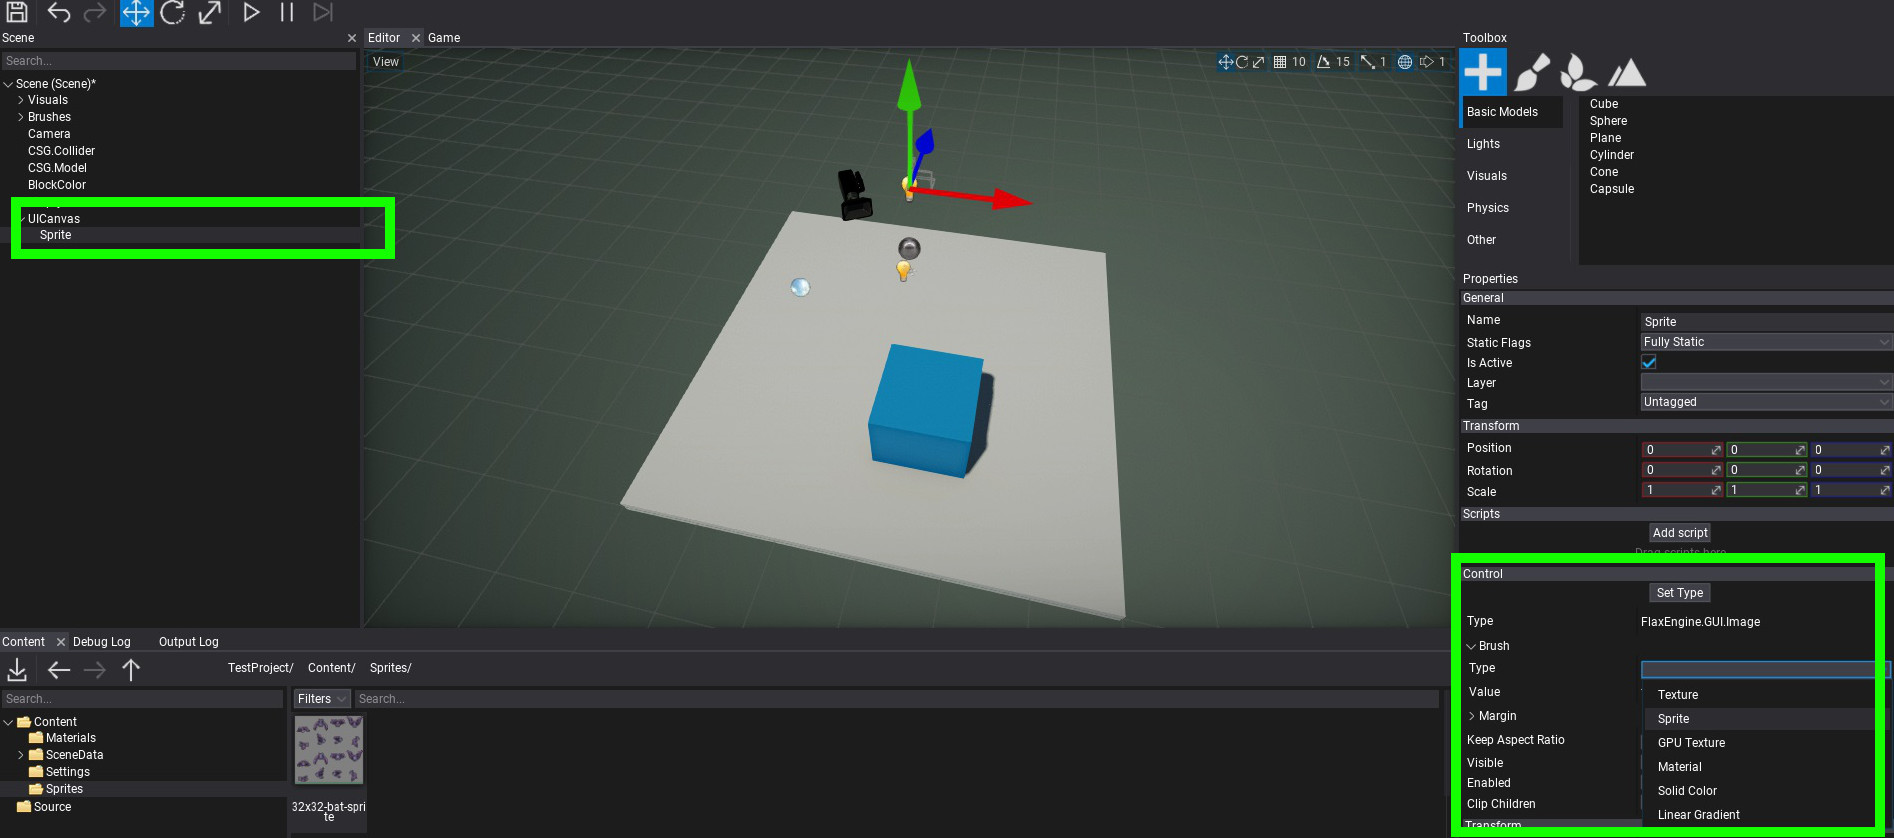 Scene
Search...
Scene (Scene)*
Visuals
Brushes
Camera
CSG.Collider
CSG.Model
BlockColor
UICanvas
Sprite
Editor
Game
View
10
15
1
1
Toolbox
Basic Models
Lights
Visuals
Physics
Other
Cube
Sphere
Plane
Cylinder
Cone
Capsule
Properties
General
Name Sprite
Static Flags Fully Static
Is Active
Layer
Tag Untagged
Transform
Position 0 0 0
Rotation 0 0 0
Scale 1 1 1
Scripts
Add script
Drag scripts here
Control
Set Type
Type FlaxEngine.GUI.Image
Brush
Type
Value
Margin
Keep Aspect Ratio
Visible
Enabled
Clip Children
Transform
Texture
Sprite
GPU Texture
Material
Solid Color
Linear Gradient
Content Debug Log Output Log
TestProject/ Content/ Sprites/
Search...
Content
Materials
SceneData
Settings
Sprites
Source
Filters Search...
32x32-bat-spri
te